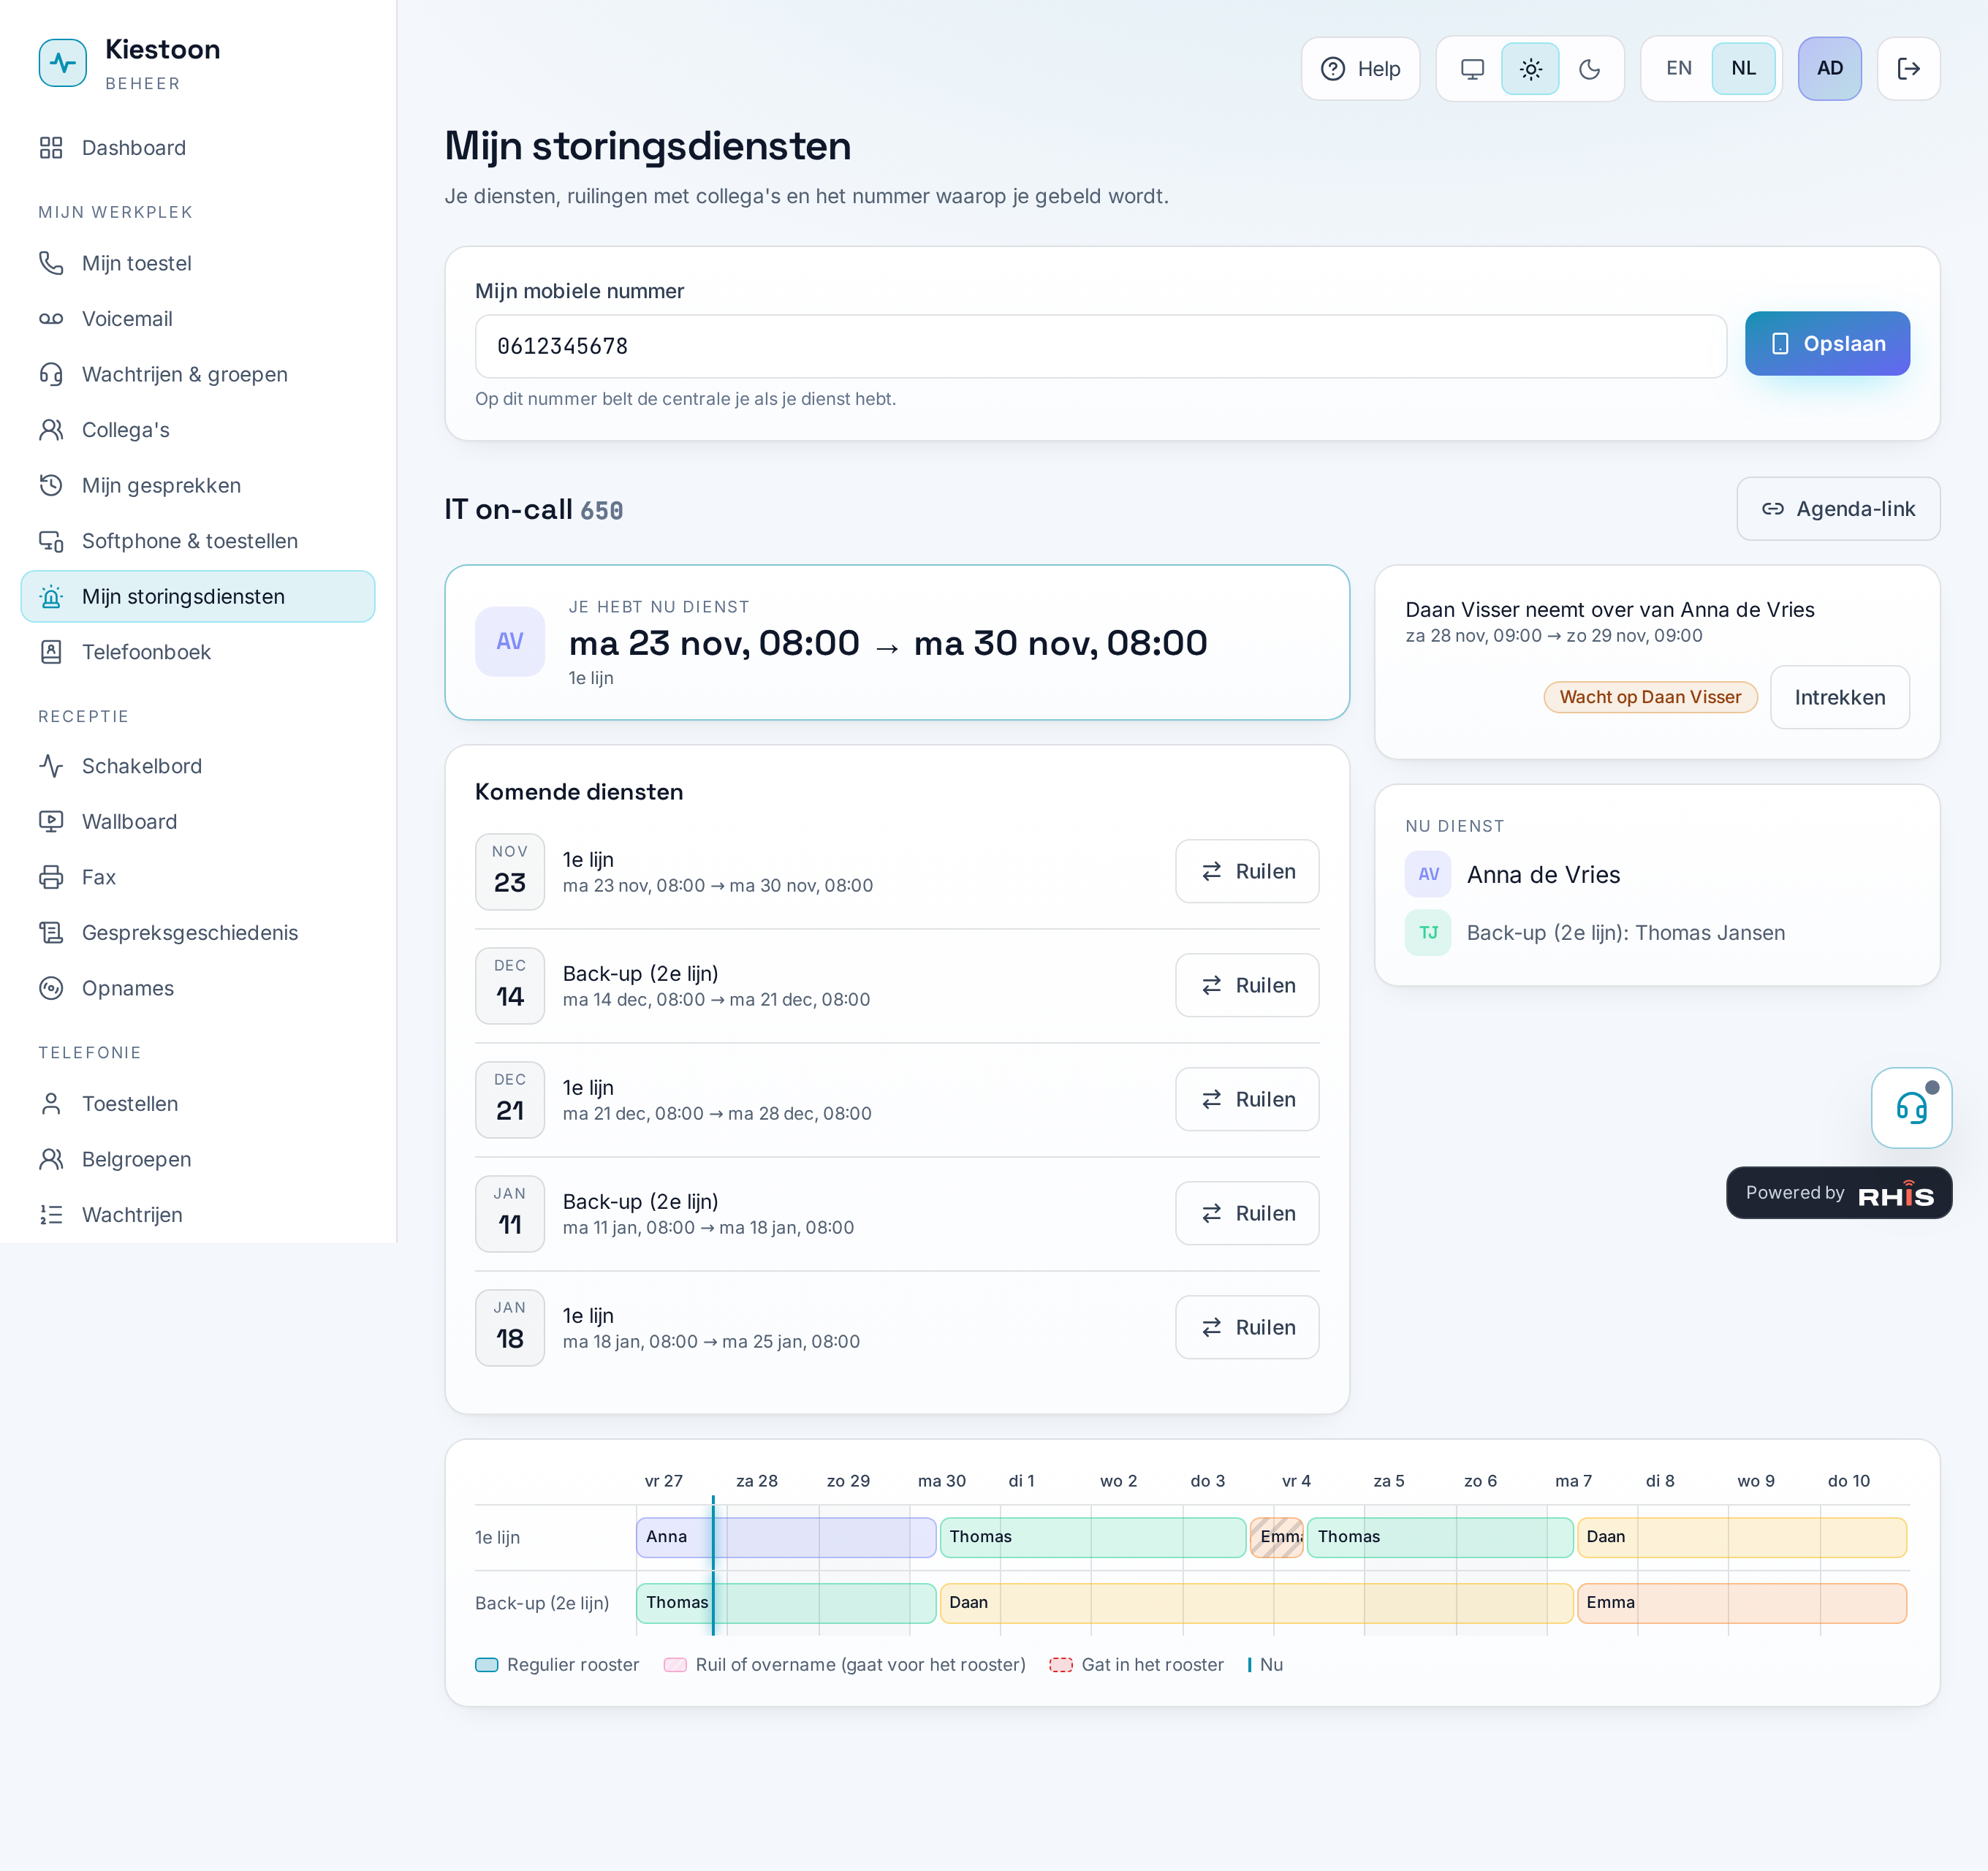 Kiestoon
BEHEER
Dashboard
MIJN WERKPLEK
Mijn toestel
Voicemail
Wachtrijen & groepen
Collega's
Mijn gesprekken
Softphone & toestellen
Mijn storingsdiensten
Telefoonboek
RECEPTIE
Schakelbord
Wallboard
Fax
Gespreksgeschiedenis
Opnames
TELEFONIE
Toestellen
Belgroepen
Wachtrijen
Help
EN NL
AD
Mijn storingsdiensten
Je diensten, ruilingen met collega's en het nummer waarop je gebeld wordt.
Mijn mobiele nummer
0612345678
Opslaan
Op dit nummer belt de centrale je als je dienst hebt.
IT on-call 650
Agenda-link
AV
JE HEBT NU DIENST
ma 23 nov, 08:00 → ma 30 nov, 08:00
1e lijn
Komende diensten
NOV
23
1e lijn
ma 23 nov, 08:00 → ma 30 nov, 08:00
Ruilen
DEC
14
Back-up (2e lijn)
ma 14 dec, 08:00 → ma 21 dec, 08:00
Ruilen
DEC
21
1e lijn
ma 21 dec, 08:00 → ma 28 dec, 08:00
Ruilen
JAN
11
Back-up (2e lijn)
ma 11 jan, 08:00 → ma 18 jan, 08:00
Ruilen
JAN
18
1e lijn
ma 18 jan, 08:00 → ma 25 jan, 08:00
Ruilen
Daan Visser neemt over van Anna de Vries
za 28 nov, 09:00 → zo 29 nov, 09:00
Wacht op Daan Visser
Intrekken
NU DIENST
AV Anna de Vries
TJ Back-up (2e lijn): Thomas Jansen
Powered by RHiS
vr 27 za 28 zo 29 ma 30 di 1 wo 2 do 3 vr 4 za 5 zo 6 ma 7 di 8 wo 9 do 10
1e lijn Anna Thomas Emma Thomas Daan
Back-up (2e lijn) Thomas Daan Emma
Regulier rooster Ruil of overname (gaat voor het rooster) Gat in het rooster Nu